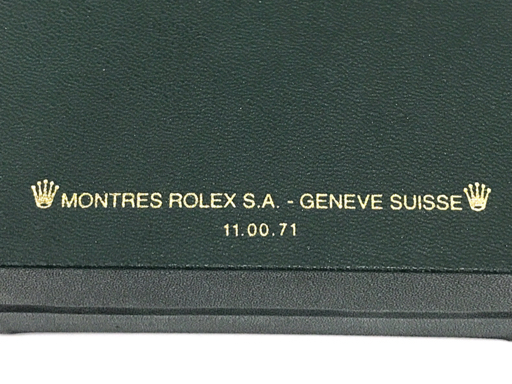 MONTRES ROLEX S.A. - GENEVE SUISSE
11.00.71